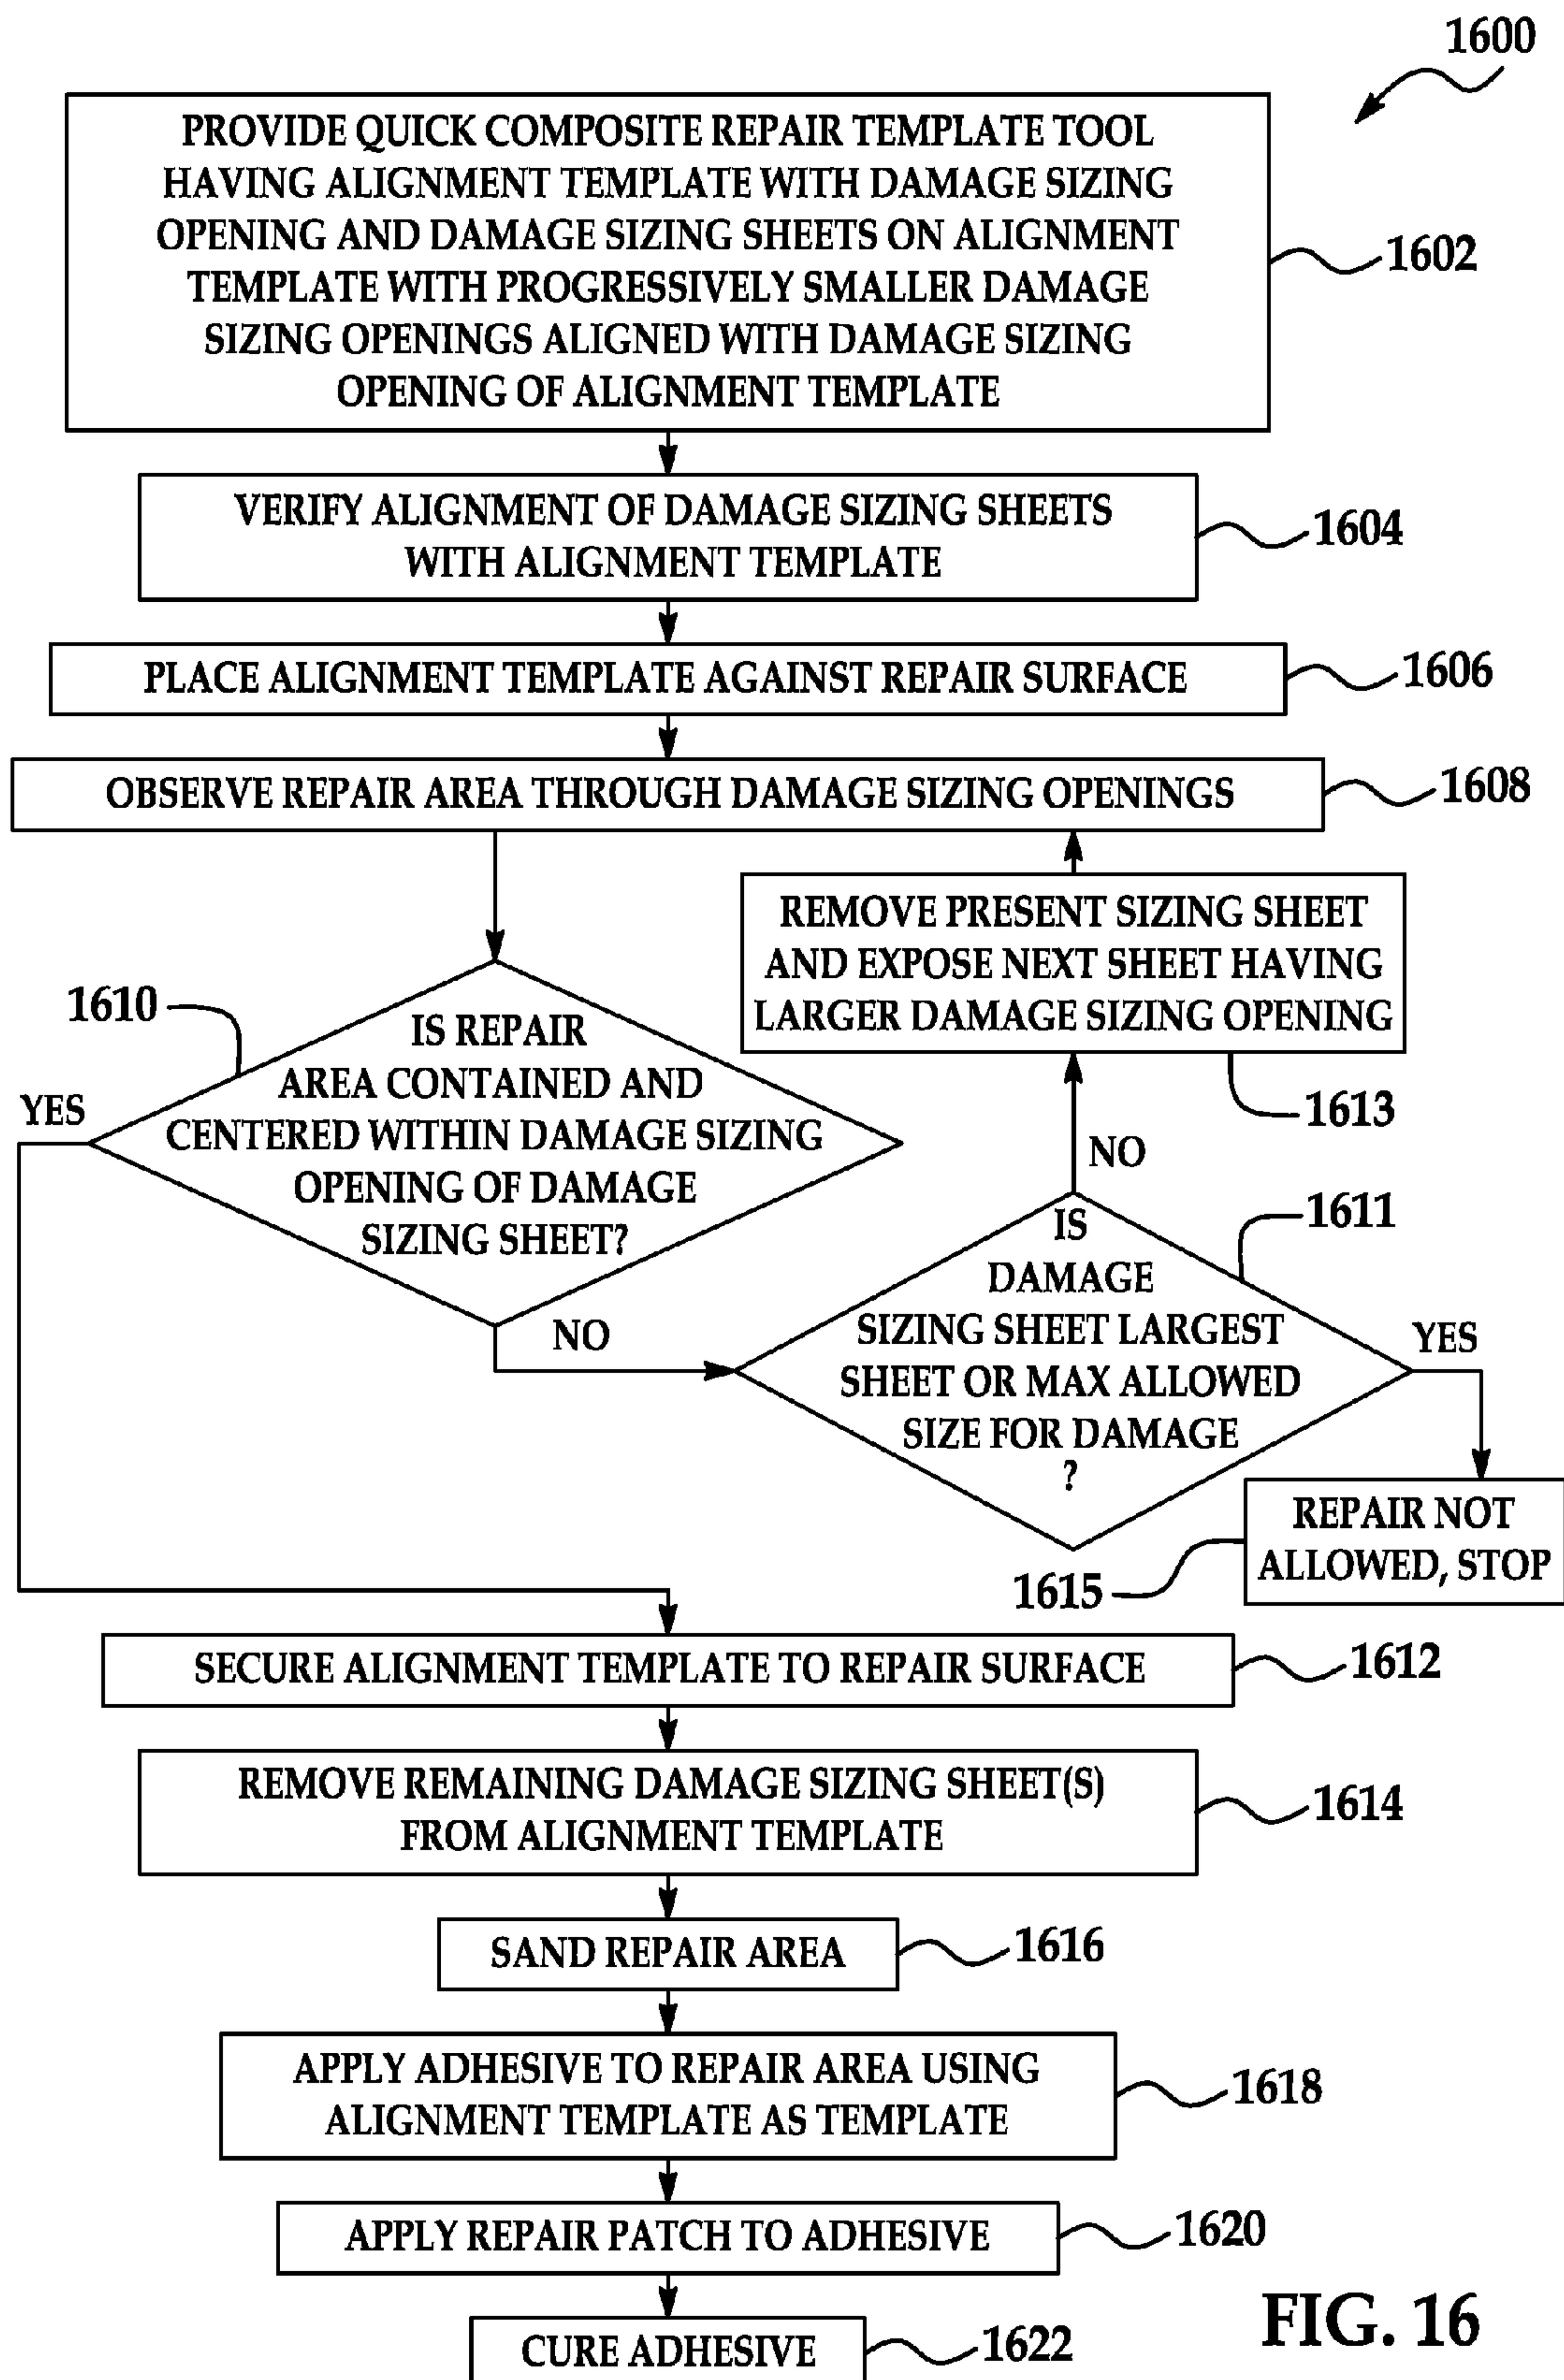 1600
PROVIDE QUICK COMPOSITE REPAIR TEMPLATE TOOL
HAVING ALIGNMENT TEMPLATE WITH DAMAGE SIZING
OPENING AND DAMAGE SIZING SHEETS ON ALIGNMENT
TEMPLATE WITH PROGRESSIVELY SMALLER DAMAGE
SIZING OPENINGS ALIGNED WITH DAMAGE SIZING
OPENING OF ALIGNMENT TEMPLATE
1602
VERIFY ALIGNMENT OF DAMAGE SIZING SHEETS
WITH ALIGNMENT TEMPLATE
1604
PLACE ALIGNMENT TEMPLATE AGAINST REPAIR SURFACE
1606
OBSERVE REPAIR AREA THROUGH DAMAGE SIZING OPENINGS
1608
REMOVE PRESENT SIZING SHEET
AND EXPOSE NEXT SHEET HAVING
LARGER DAMAGE SIZING OPENING
1613
1610
IS REPAIR
AREA CONTAINED AND
CENTERED WITHIN DAMAGE SIZING
OPENING OF DAMAGE
SIZING SHEET?
YES
NO
NO
1611
IS
DAMAGE
SIZING SHEET LARGEST
SHEET OR MAX ALLOWED
SIZE FOR DAMAGE
?
YES
REPAIR NOT
ALLOWED, STOP
1615
SECURE ALIGNMENT TEMPLATE TO REPAIR SURFACE
1612
REMOVE REMAINING DAMAGE SIZING SHEET(S)
FROM ALIGNMENT TEMPLATE
1614
SAND REPAIR AREA
1616
APPLY ADHESIVE TO REPAIR AREA USING
ALIGNMENT TEMPLATE AS TEMPLATE
1618
APPLY REPAIR PATCH TO ADHESIVE
1620
CURE ADHESIVE
1622
FIG. 16